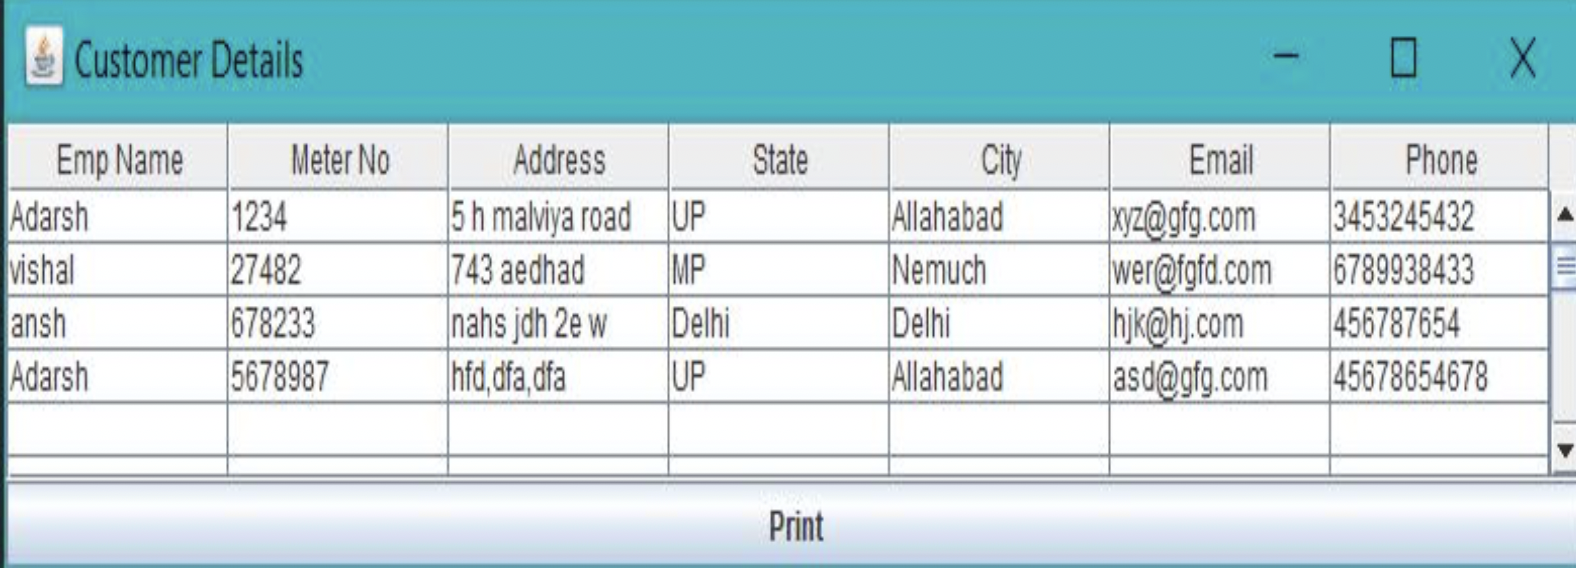 Customer Details
Emp Name Meter No Address State City Email Phone
Adarsh 1234 5 h malviya road UP Allahabad xyz@gfg.com 3453245432
vishal 27482 743 aedhad MP Nemuch wer@fgfd.com 6789938433
ansh 678233 nahs jdh 2e w Delhi Delhi hjk@hj.com 456787654
Adarsh 5678987 hfd,dfa,dfa UP Allahabad asd@gfg.com 45678654678
Print